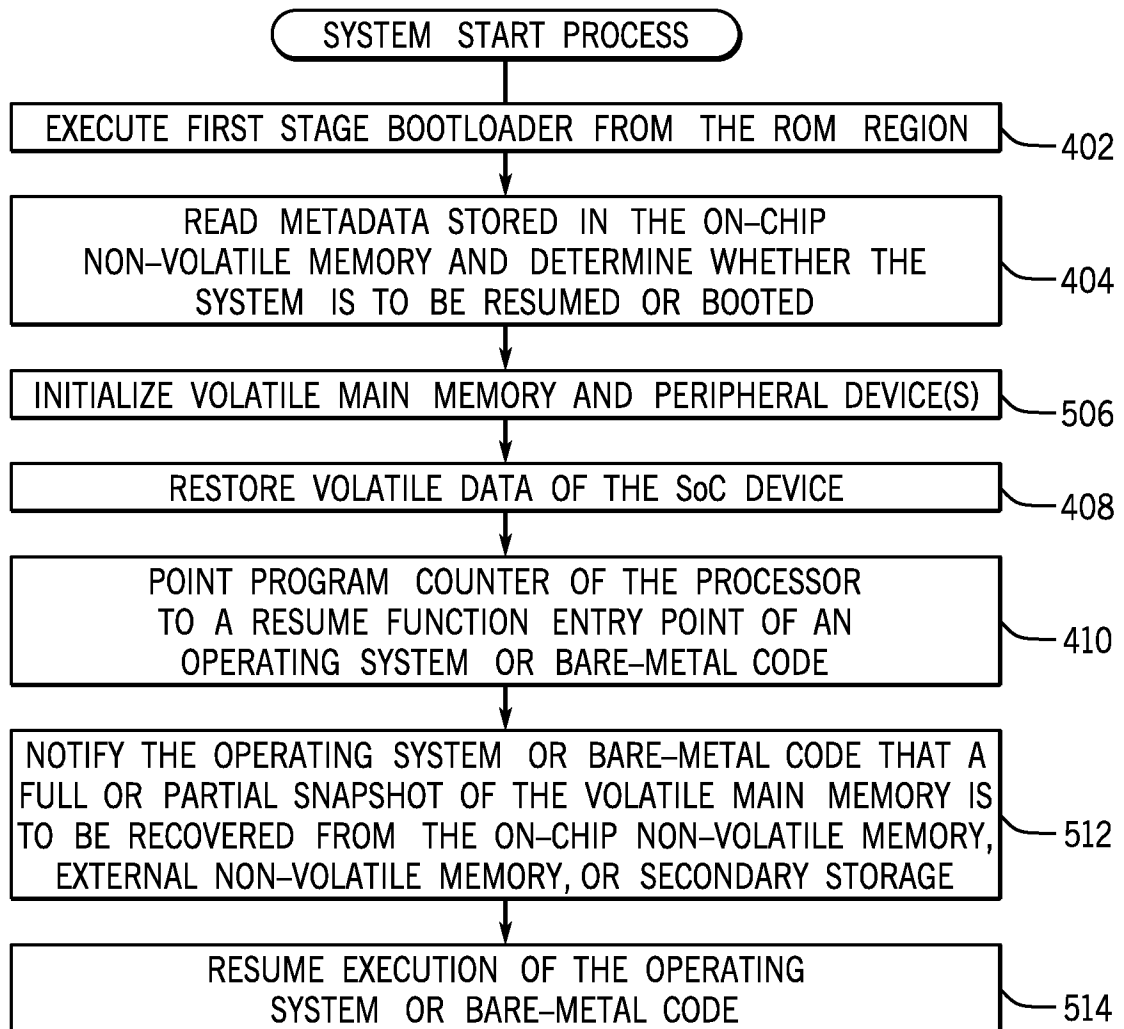 SYSTEM START PROCESS
EXECUTE FIRST STAGE BOOTLOADER FROM THE ROM REGION
402
READ METADATA STORED IN THE ON–CHIP
NON–VOLATILE MEMORY AND DETERMINE WHETHER THE
SYSTEM IS TO BE RESUMED OR BOOTED
404
INITIALIZE VOLATILE MAIN MEMORY AND PERIPHERAL DEVICE(S)
506
RESTORE VOLATILE DATA OF THE SoC DEVICE
408
POINT PROGRAM COUNTER OF THE PROCESSOR
TO A RESUME FUNCTION ENTRY POINT OF AN
OPERATING SYSTEM OR BARE–METAL CODE
410
NOTIFY THE OPERATING SYSTEM OR BARE–METAL CODE THAT A
FULL OR PARTIAL SNAPSHOT OF THE VOLATILE MAIN MEMORY IS
TO BE RECOVERED FROM THE ON–CHIP NON–VOLATILE MEMORY,
EXTERNAL NON–VOLATILE MEMORY, OR SECONDARY STORAGE
512
RESUME EXECUTION OF THE OPERATING
SYSTEM OR BARE–METAL CODE
514